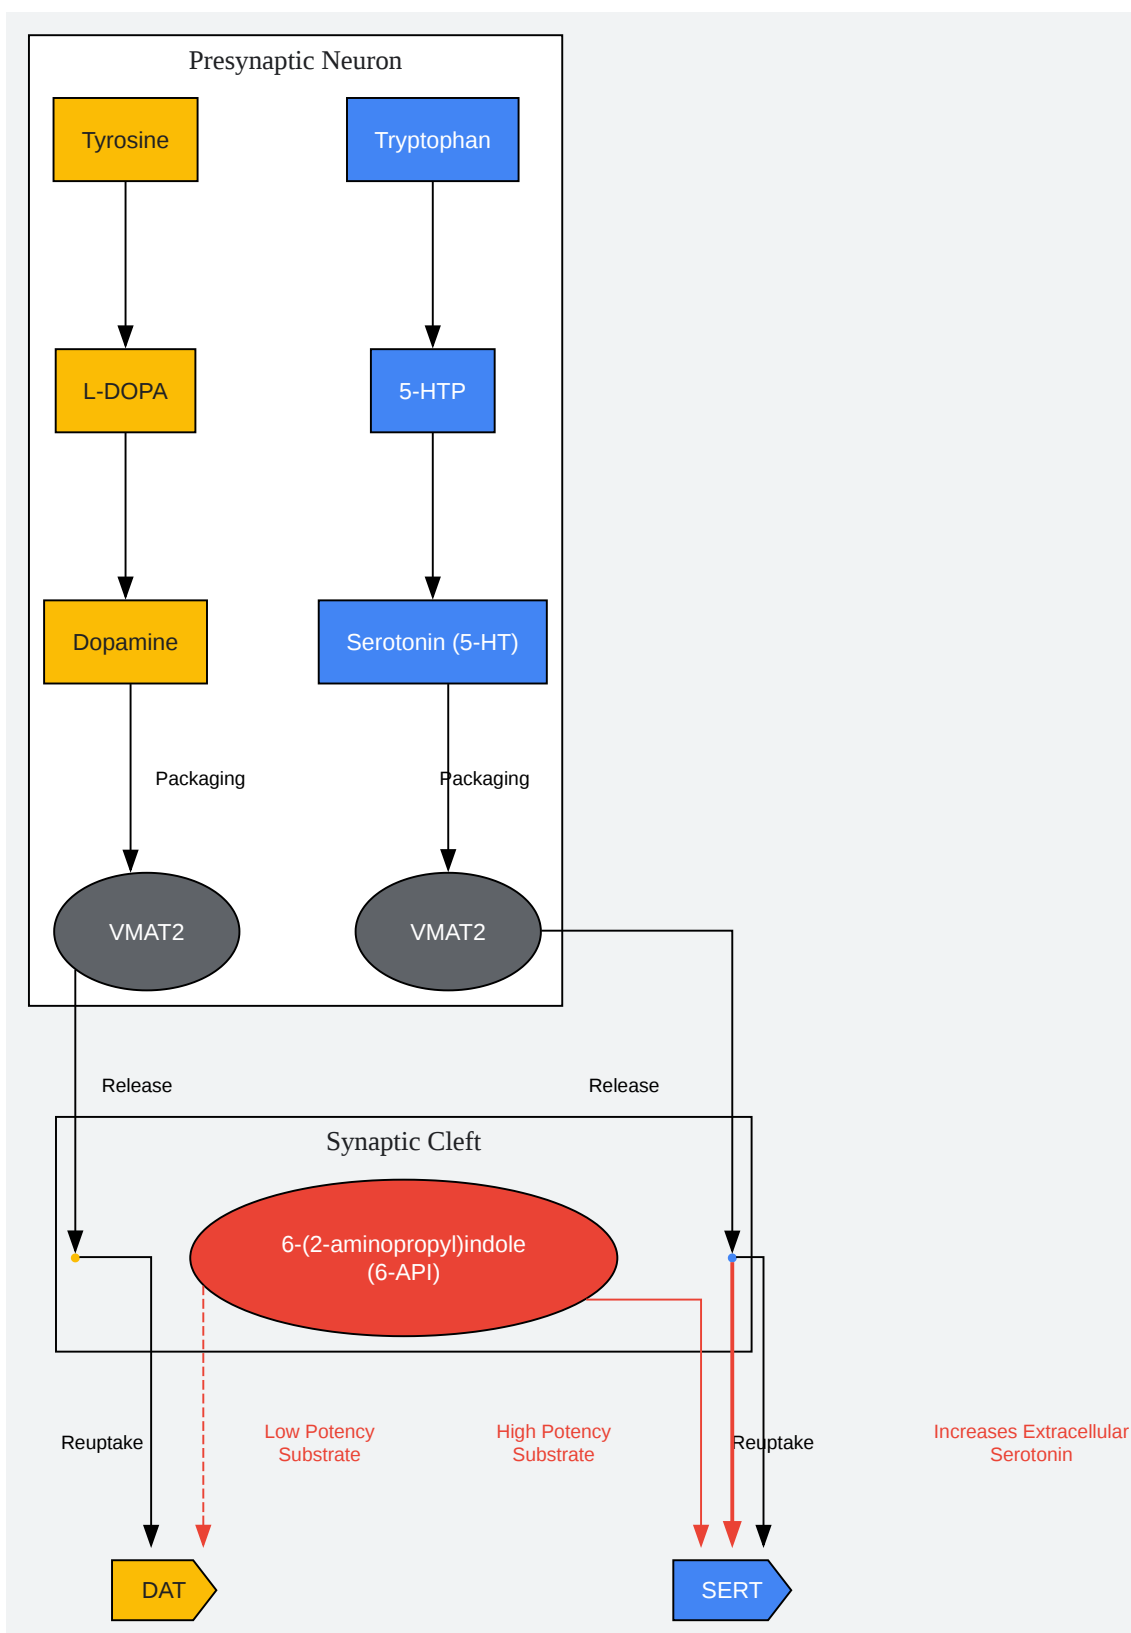 Presynaptic Neuron
Tyrosine
Tryptophan
L-DOPA
5-HTP
Dopamine
Serotonin (5-HT)
Packaging
Packaging
VMAT2
VMAT2
Release
Release
Synaptic Cleft
6-(2-aminopropyl)indole
(6-API)
Reuptake
Low Potency
Substrate
High Potency
Substrate
Reuptake
Increases Extracellular
Serotonin
DAT
SERT